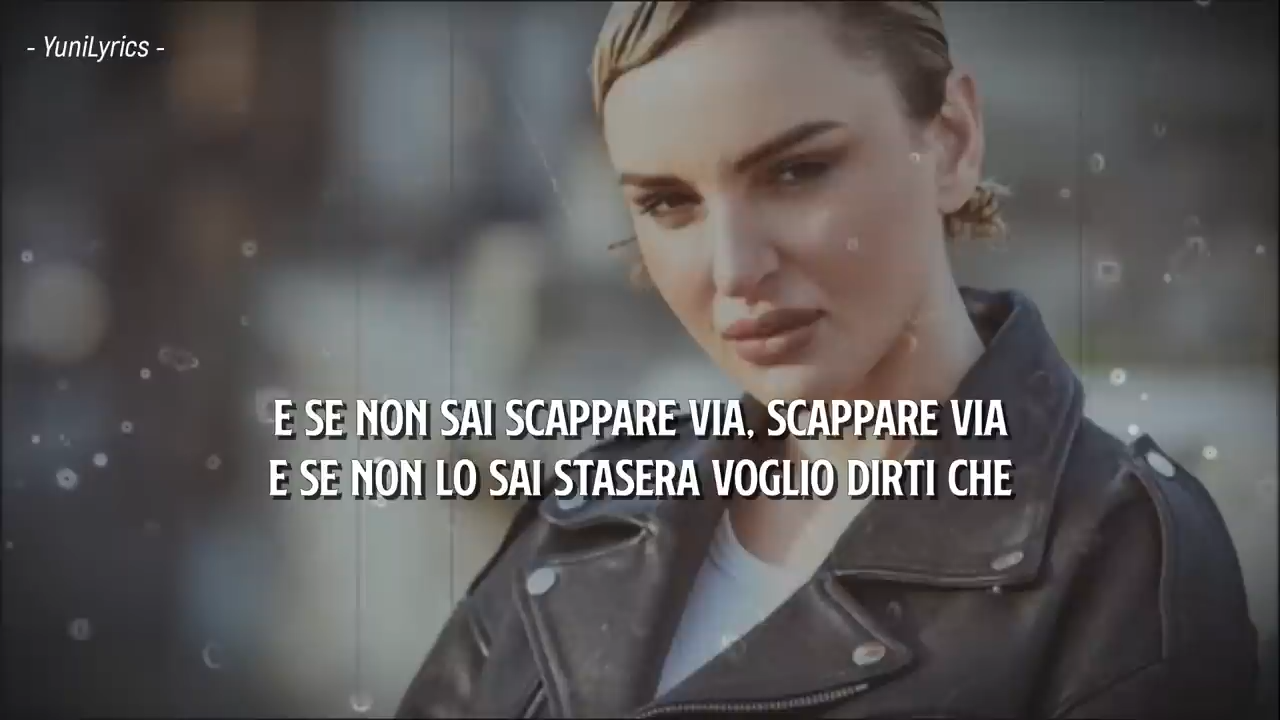 - YuniLyrics -
E SE NON SAI SCAPPARE VIA, SCAPPARE VIA
E SE NON LO SAI STASERA VOGLIO DIRTI CHE